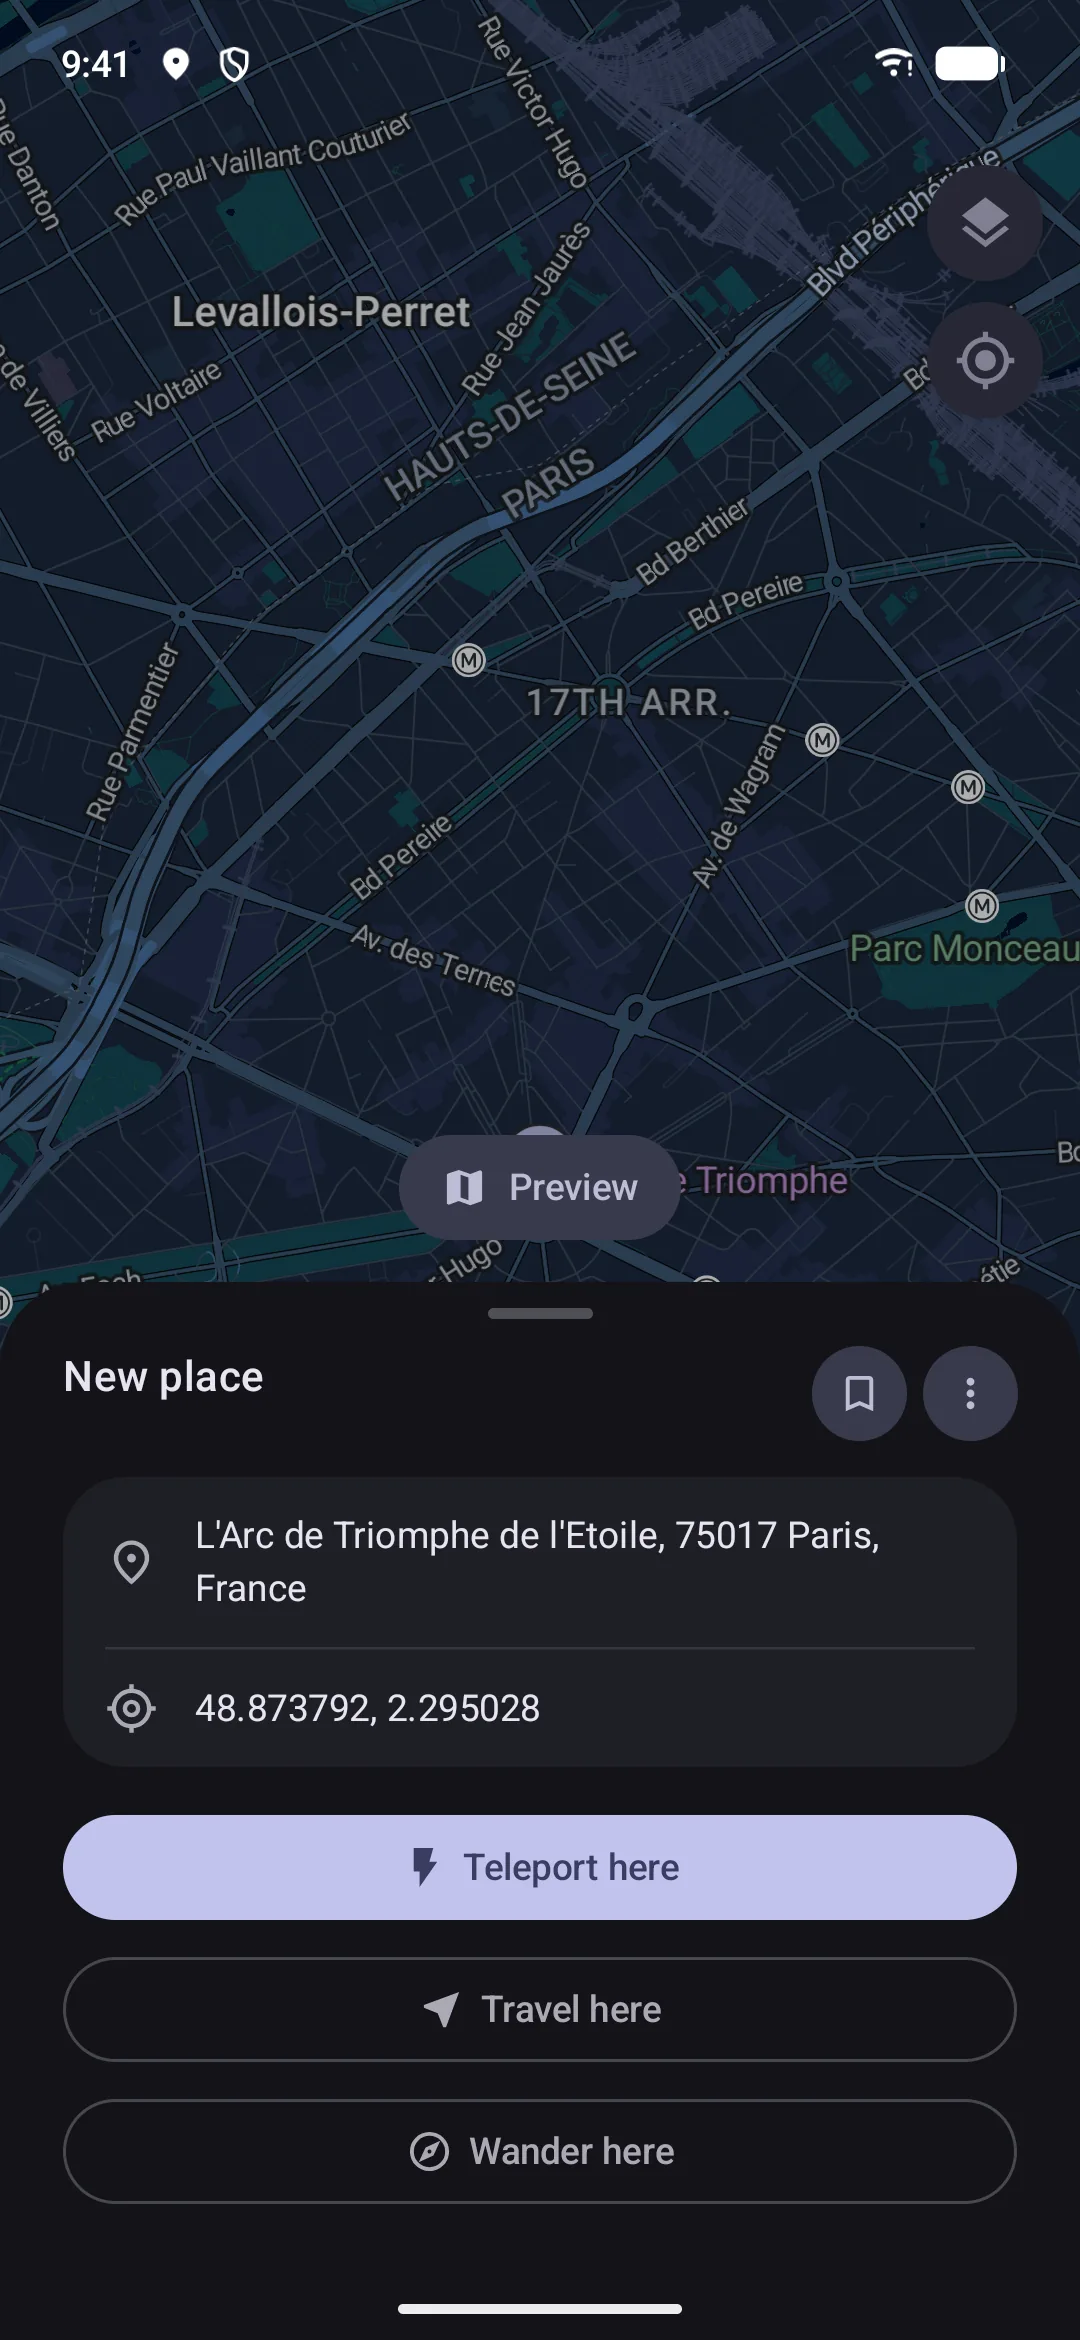 9:41
Rue Victor Hugo
Rue Danton
Rue Paul Vaillant Couturier
Blvd Périphérique
Levallois-Perret
Rue Jean Jaurès
HAUTS-DE-SEINE
PARIS
Rue Voltaire
de Villiers
Bd
Bd Berthier
Bd Pereire
M
17TH ARR.
Rue Parmentier
M
Av. de Wagram
M
Bd Pereire
M
Av. des Ternes
Parc Monceau
Preview
Triomphe
Hugo
New place
L'Arc de Triomphe de l'Etoile, 75017 Paris,
France
48.873792, 2.295028
Teleport here
Travel here
Wander here